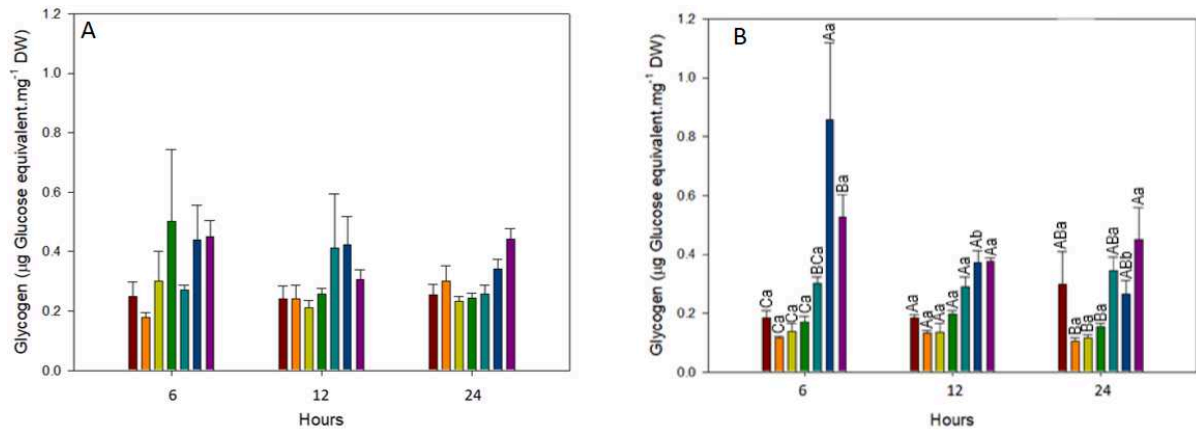 A
Glycogen (µg Glucose equivalent.mg⁻¹ DW)
1.2
1.0
0.8
0.6
0.4
0.2
0.0
6
12
24
Hours
B
Glycogen (µg Glucose equivalent.mg⁻¹ DW)
1.2
1.0
0.8
0.6
0.4
0.2
0.0
Ca
Ca
Ca
Ca
BCa
Aa
Ba
Aa
Aa
Aa
Aa
Aa
Ab
Aa
ABa
Ba
Ba
Ba
ABa
ABb
Aa
6
12
24
Hours